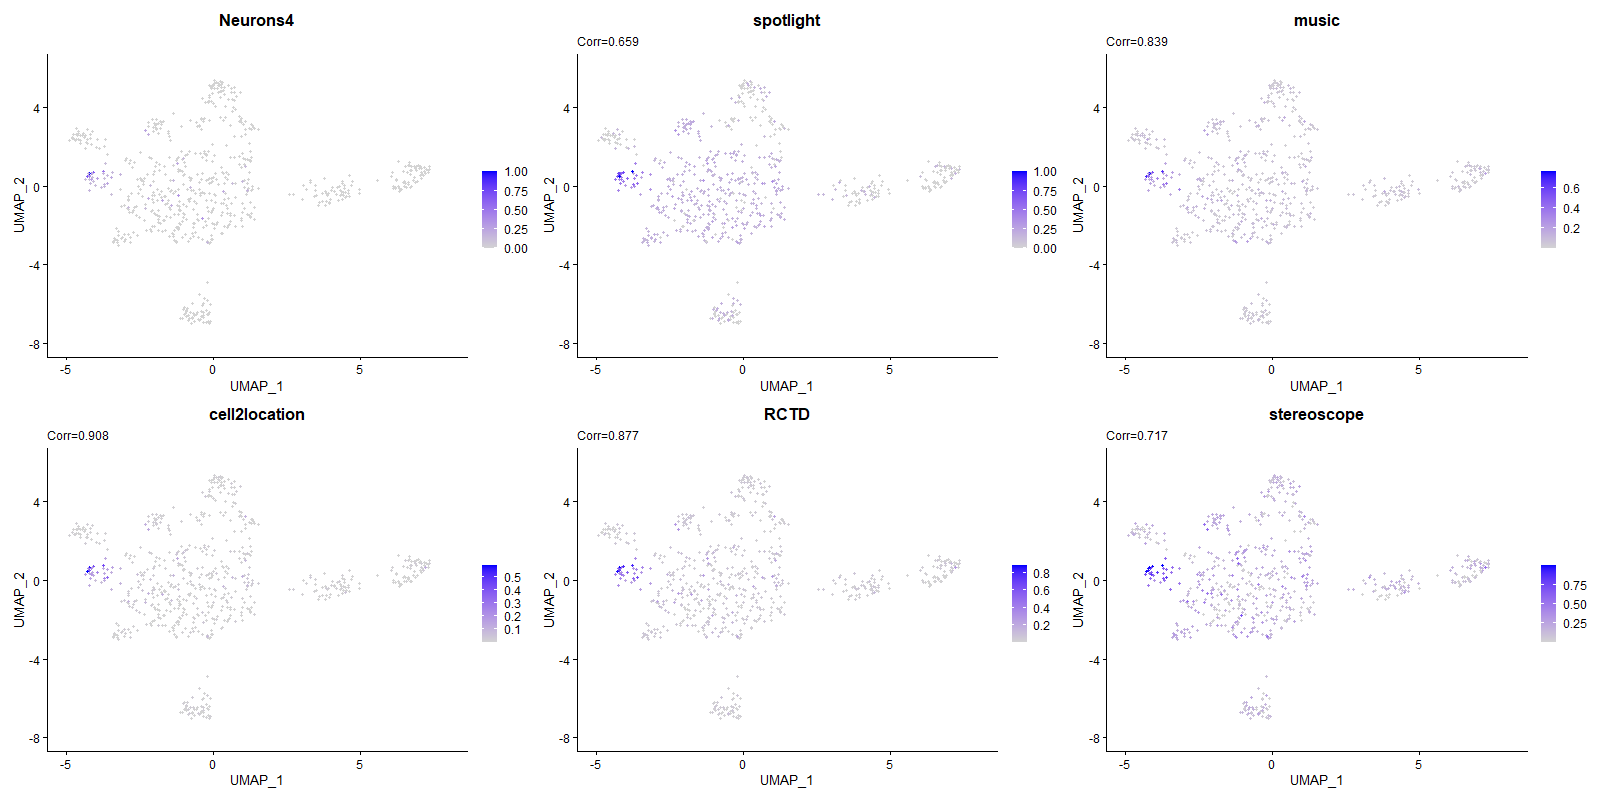 Neurons4
4
0
-4
-8
UMAP_2
-5
0
5
UMAP_1
1.00
0.75
0.50
0.25
0.00
spotlight
Corr=0.659
4
0
-4
-8
UMAP_2
-5
0
5
UMAP_1
1.00
0.75
0.50
0.25
0.00
music
Corr=0.839
4
0
-4
-8
UMAP_2
-5
0
5
UMAP_1
0.6
0.4
0.2
cell2location
Corr=0.908
4
0
-4
-8
UMAP_2
-5
0
5
UMAP_1
0.5
0.4
0.3
0.2
0.1
RCTD
Corr=0.877
4
0
-4
-8
UMAP_2
-5
0
5
UMAP_1
0.8
0.6
0.4
0.2
stereoscope
Corr=0.717
4
0
-4
-8
UMAP_2
-5
0
5
UMAP_1
0.75
0.50
0.25